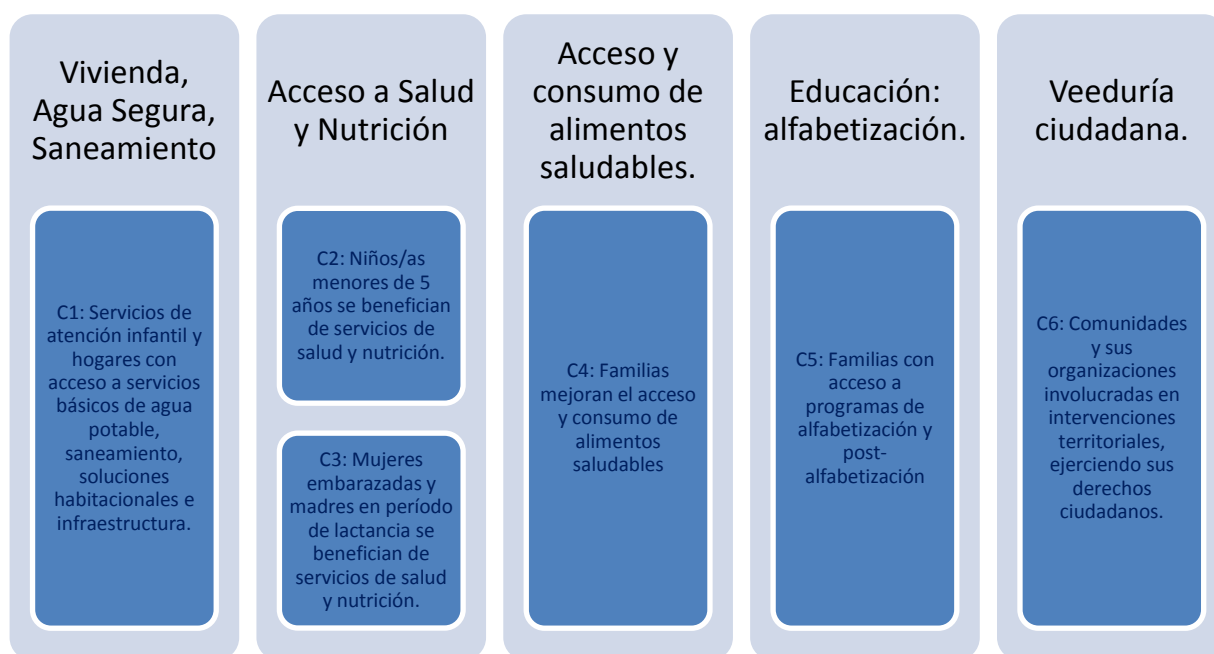 Vivienda,
Agua Segura,
Saneamiento
C1: Servicios de
atención infantil y
hogares con
acceso a servicios
básicos de agua
potable,
saneamiento,
soluciones
habitacionales e
infraestructura.
Acceso a Salud
y Nutrición
C2: Niños/as
menores de 5
años se benefician
de servicios de
salud y nutrición.
C3: Mujeres
embarazadas y
madres en período
de lactancia se
benefician de
servicios de salud
y nutrición.
Acceso y
consumo de
alimentos
saludables.
C4: Familias
mejoran el acceso
y consumo de
alimentos
saludables
Educación:
alfabetización.
C5: Familias con
acceso a
programas de
alfabetización y
post-
alfabetización
Veeduría
ciudadana.
C6: Comunidades
y sus
organizaciones
involucradas en
intervenciones
territoriales,
ejerciendo sus
derechos
ciudadanos.